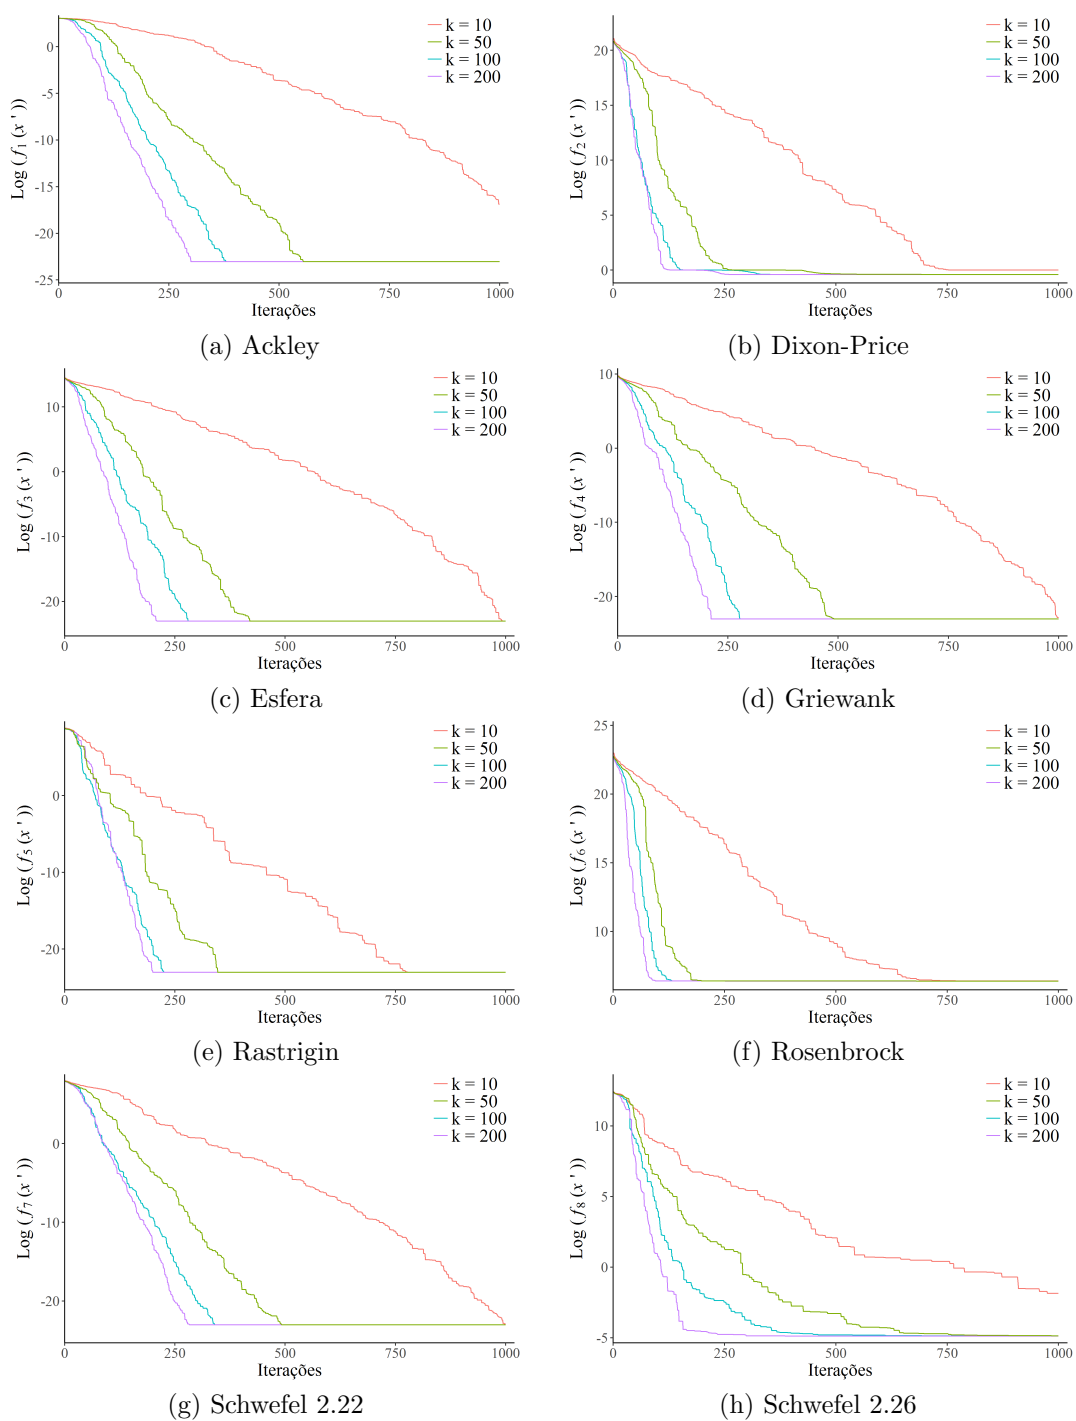 k = 10
k = 50
k = 100
k = 200
0
-5
-10
-15
-20
-25
Log ( f1 (x ' ))
0 250 500 750 1000
Iterações
(a) Ackley
k = 10
k = 50
k = 100
k = 200
20
15
10
5
0
Log ( f2 (x ' ))
0 250 500 750 1000
Iterações
(b) Dixon-Price
k = 10
k = 50
k = 100
k = 200
10
0
-10
-20
Log ( f3 (x ' ))
0 250 500 750 1000
Iterações
(c) Esfera
k = 10
k = 50
k = 100
k = 200
10
0
-10
-20
Log ( f4 (x ' ))
0 250 500 750 1000
Iterações
(d) Griewank
k = 10
k = 50
k = 100
k = 200
0
-10
-20
Log ( f5 (x ' ))
0 250 500 750 1000
Iterações
(e) Rastrigin
k = 10
k = 50
k = 100
k = 200
25
20
15
10
Log ( f6 (x ' ))
0 250 500 750 1000
Iterações
(f) Rosenbrock
k = 10
k = 50
k = 100
k = 200
0
-10
-20
Log ( f7 (x ' ))
0 250 500 750 1000
Iterações
(g) Schwefel 2.22
k = 10
k = 50
k = 100
k = 200
10
5
0
-5
Log ( f8 (x ' ))
0 250 500 750 1000
Iterações
(h) Schwefel 2.26